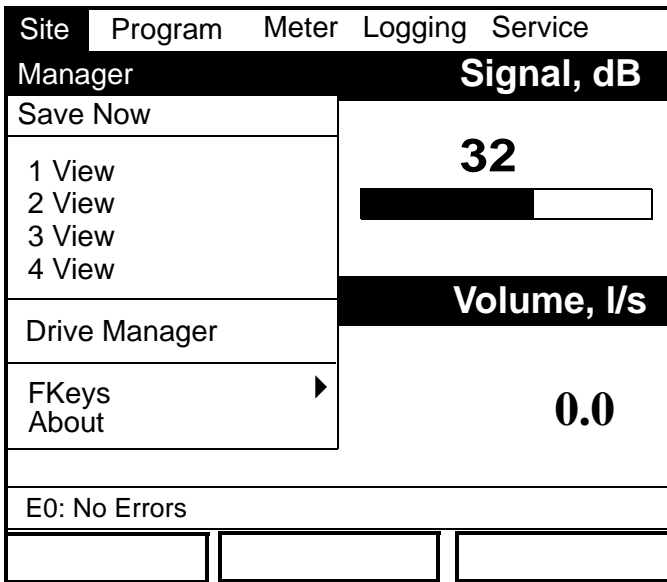 Site Program Meter Logging Service
Manager
Signal, dB
Save Now
32
1 View
2 View
3 View
4 View
Volume, l/s
Drive Manager
FKeys
About
0.0
E0: No Errors